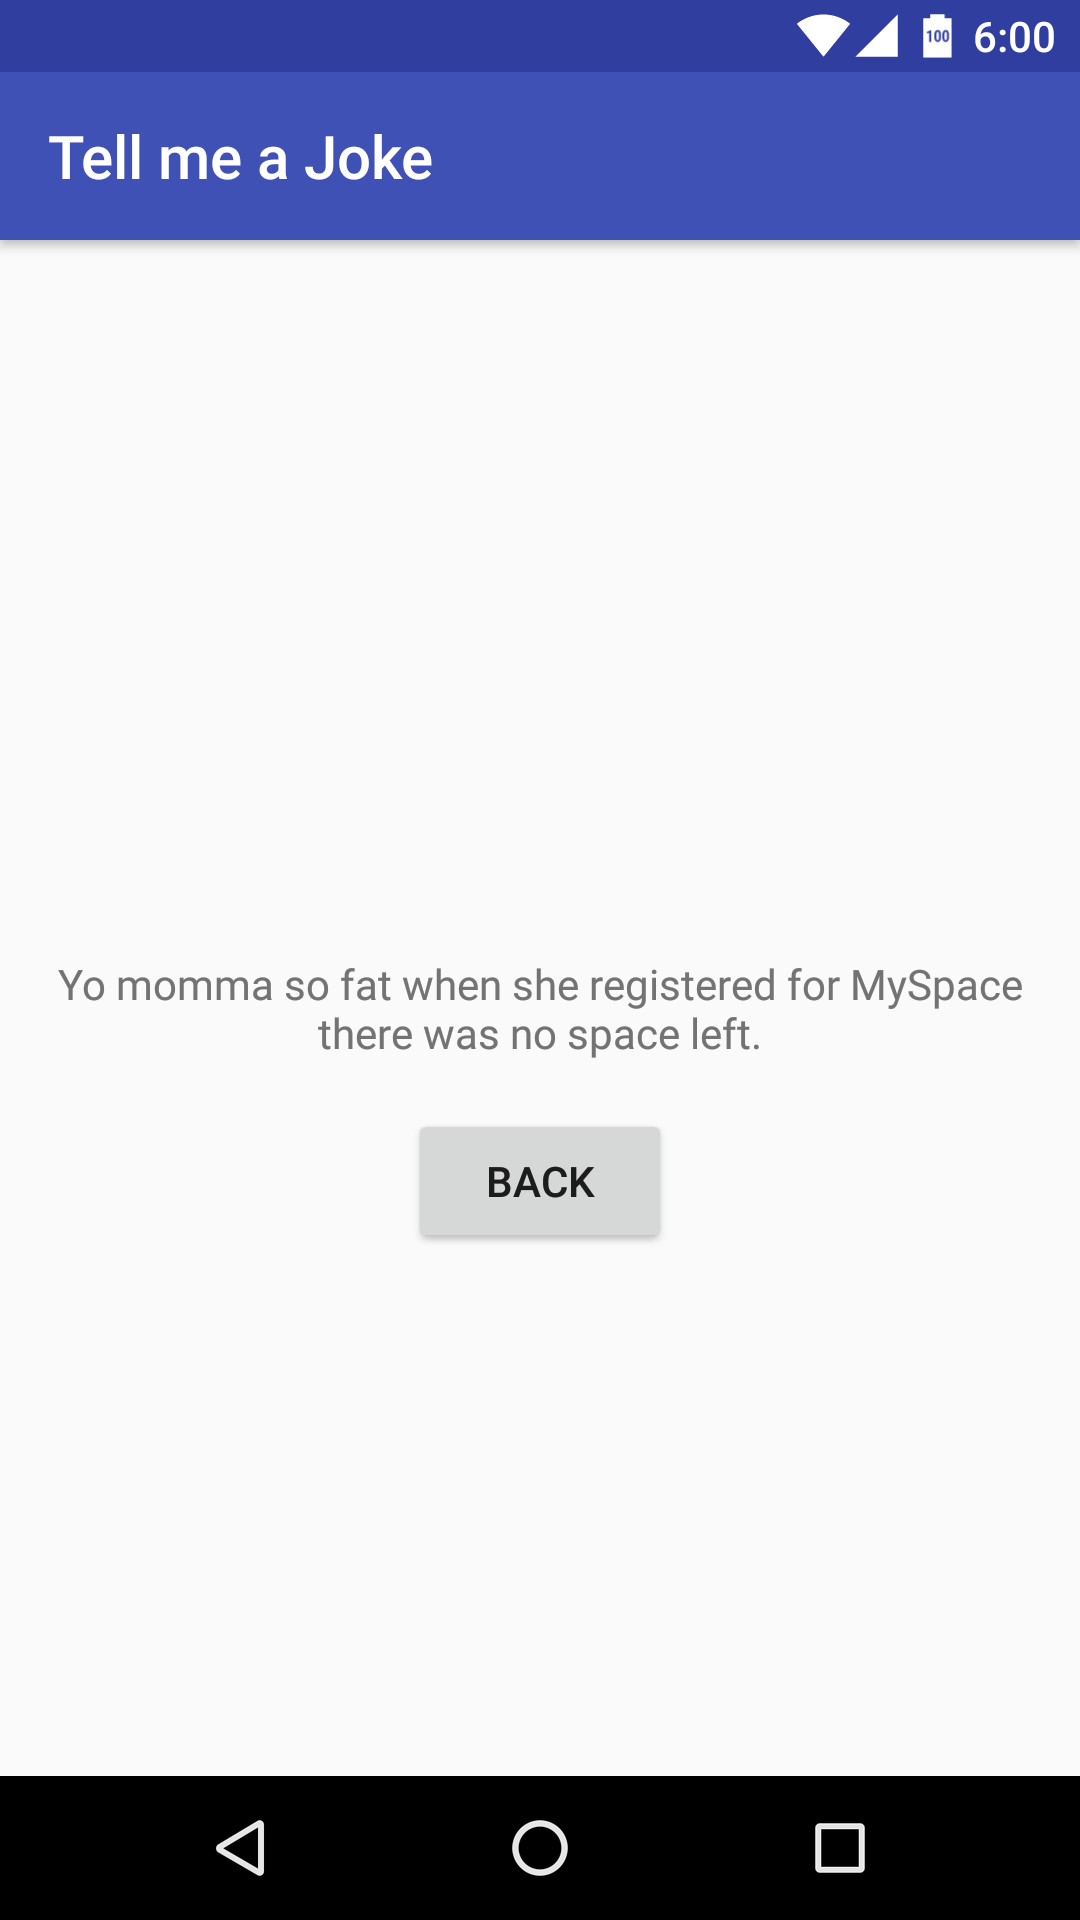 100 6:00
Tell me a Joke
Yo momma so fat when she registered for MySpace
there was no space left.
BACK